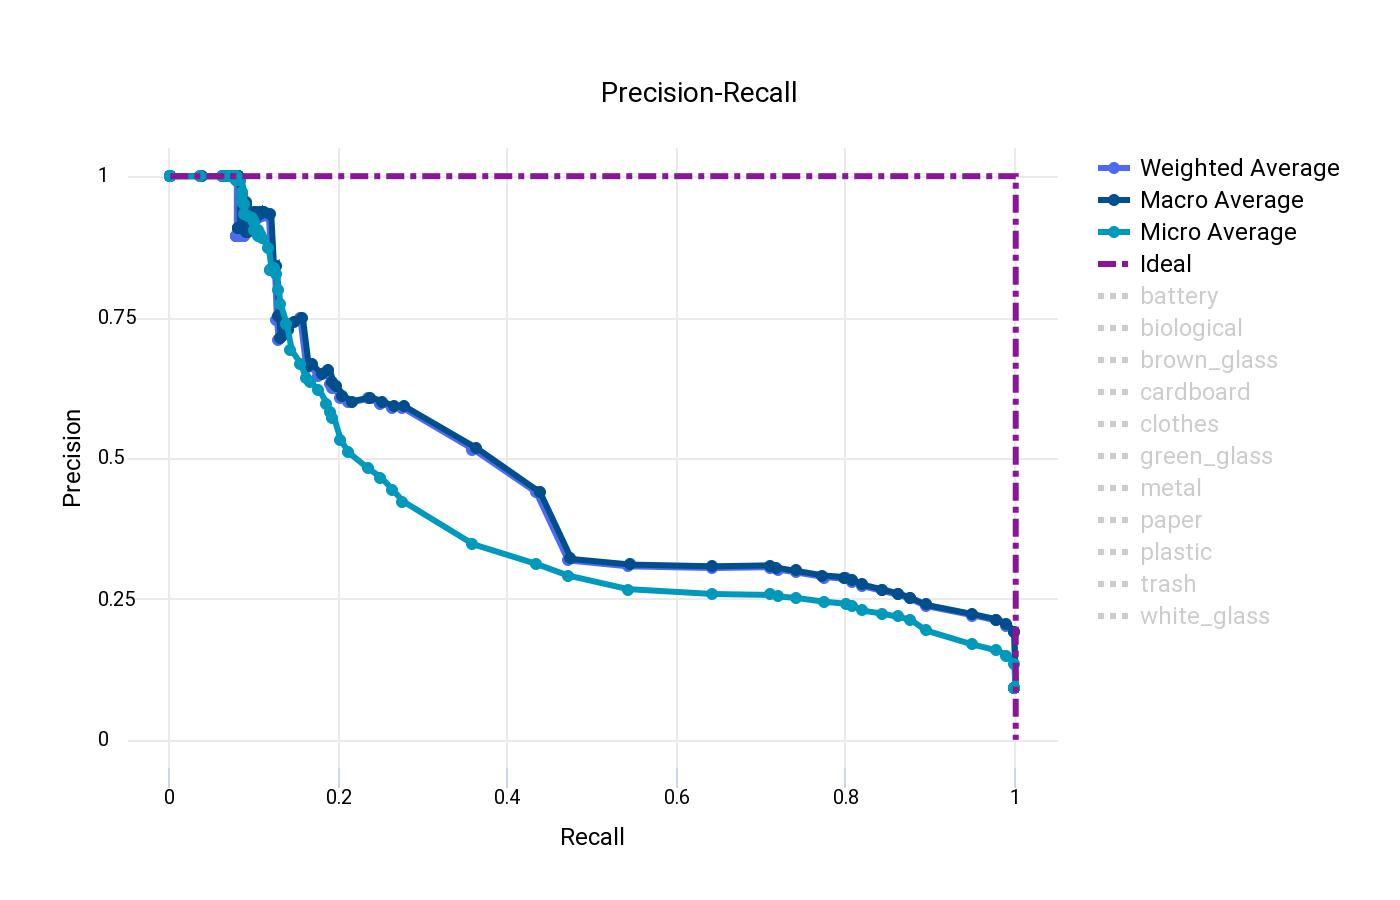 Precision-Recall
Weighted Average
Macro Average
Micro Average
Ideal
battery
biological
brown_glass
cardboard
clothes
green_glass
metal
paper
plastic
trash
white_glass
Precision
1
0.75
0.5
0.25
0
0 0.2 0.4 0.6 0.8 1
Recall